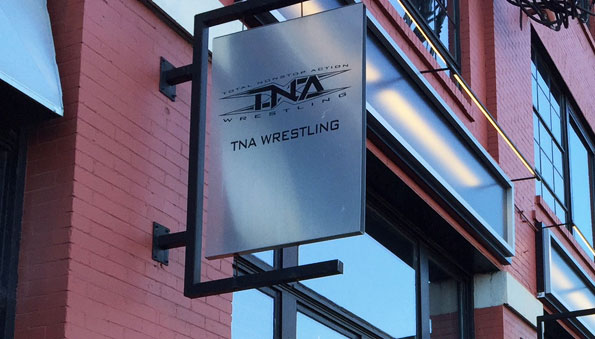 TOTAL NONSTOP ACTION
TNA
WRESTLING
TNA WRESTLING